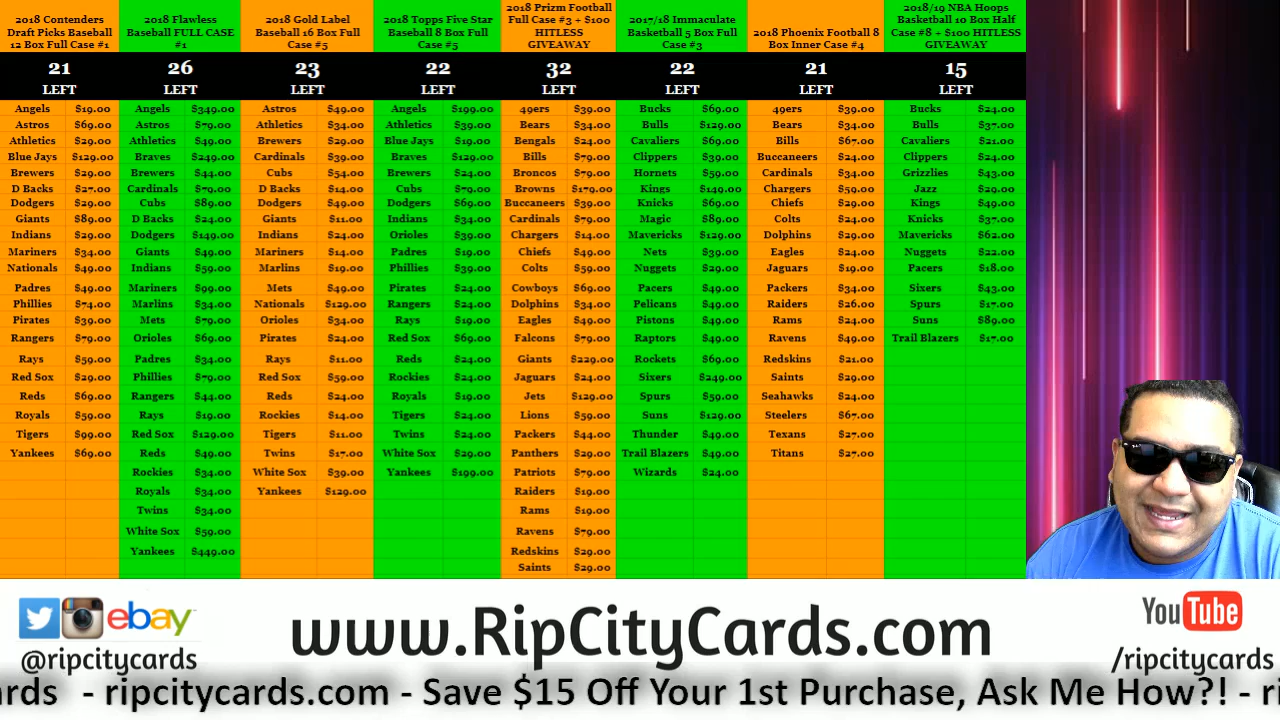 2018 Contenders
Draft Picks Baseball
12 Box Full Case #1
21
LEFT
Angels $19.00
Astros $69.00
Athletics $29.00
Blue Jays $129.00
Brewers $29.00
D Backs $27.00
Dodgers $29.00
Giants $89.00
Indians $29.00
Mariners $34.00
Nationals $49.00
Padres $49.00
Phillies $74.00
Pirates $39.00
Rangers $79.00
Rays $59.00
Red Sox $29.00
Reds $69.00
Royals $59.00
Tigers $99.00
Yankees $69.00
2018 Flawless
Baseball FULL CASE
#1
26
LEFT
Angels $349.00
Astros $79.00
Athletics $49.00
Braves $249.00
Brewers $44.00
Cardinals $79.00
Cubs $89.00
D Backs $24.00
Dodgers $149.00
Giants $49.00
Indians $59.00
Mariners $99.00
Marlins $34.00
Mets $79.00
Orioles $69.00
Padres $34.00
Phillies $79.00
Rangers $44.00
Rays $19.00
Red Sox $129.00
Reds $49.00
Rockies $34.00
Royals $34.00
Twins $34.00
White Sox $59.00
Yankees $449.00
2018 Gold Label
Baseball 16 Box Full
Case #5
23
LEFT
Astros $49.00
Athletics $34.00
Brewers $29.00
Cardinals $39.00
Cubs $54.00
D Backs $14.00
Dodgers $49.00
Giants $11.00
Indians $24.00
Mariners $14.00
Marlins $19.00
Mets $49.00
Nationals $129.00
Orioles $34.00
Pirates $24.00
Rays $11.00
Red Sox $59.00
Reds $24.00
Rockies $14.00
Tigers $11.00
Twins $17.00
White Sox $39.00
Yankees $129.00
2018 Topps Five Star
Baseball 8 Box Full
Case #5
22
LEFT
Angels $199.00
Athletics $39.00
Blue Jays $19.00
Braves $129.00
Brewers $24.00
Cubs $79.00
Dodgers $69.00
Indians $34.00
Orioles $39.00
Padres $19.00
Phillies $39.00
Pirates $24.00
Rangers $24.00
Rays $19.00
Red Sox $69.00
Reds $24.00
Rockies $24.00
Royals $19.00
Tigers $24.00
Twins $24.00
White Sox $29.00
Yankees $199.00
2018 Prizm Football
Full Case #3 + $100
HITLESS
GIVEAWAY
32
LEFT
49ers $39.00
Bears $34.00
Bengals $24.00
Bills $79.00
Broncos $79.00
Browns $179.00
Buccaneers $39.00
Cardinals $79.00
Chargers $14.00
Chiefs $49.00
Colts $59.00
Cowboys $69.00
Dolphins $34.00
Eagles $49.00
Falcons $79.00
Giants $229.00
Jaguars $24.00
Jets $129.00
Lions $59.00
Packers $44.00
Panthers $29.00
Patriots $79.00
Raiders $19.00
Rams $19.00
Ravens $79.00
Redskins $29.00
Saints $29.00
2017/18 Immaculate
Basketball 5 Box Full
Case #3
22
LEFT
Bucks $69.00
Bulls $129.00
Cavaliers $69.00
Clippers $39.00
Hornets $59.00
Kings $149.00
Knicks $69.00
Magic $89.00
Mavericks $129.00
Nets $39.00
Nuggets $29.00
Pacers $49.00
Pelicans $49.00
Pistons $49.00
Raptors $49.00
Rockets $69.00
Sixers $249.00
Spurs $59.00
Suns $129.00
Thunder $49.00
Trail Blazers $49.00
Wizards $24.00
2018 Phoenix Football 8
Box Inner Case #4
21
LEFT
49ers $39.00
Bears $34.00
Bills $67.00
Buccaneers $24.00
Cardinals $34.00
Chargers $59.00
Chiefs $29.00
Colts $24.00
Dolphins $29.00
Eagles $24.00
Jaguars $19.00
Packers $34.00
Raiders $26.00
Rams $24.00
Ravens $49.00
Redskins $21.00
Saints $29.00
Seahawks $24.00
Steelers $67.00
Texans $27.00
Titans $27.00
2018/19 NBA Hoops
Basketball 10 Box Half
Case #8 + $100 HITLESS
GIVEAWAY
15
LEFT
Bucks $24.00
Bulls $37.00
Cavaliers $21.00
Clippers $24.00
Grizzlies $43.00
Jazz $29.00
Kings $49.00
Knicks $37.00
Mavericks $62.00
Nuggets $22.00
Pacers $18.00
Sixers $43.00
Spurs $17.00
Suns $89.00
Trail Blazers $17.00
ebay
@ripcitycards
www.RipCityCards.com
YouTube
/ripcitycards
ards - ripcitycards.com - Save $15 Off Your 1st Purchase, Ask Me How?! - ri